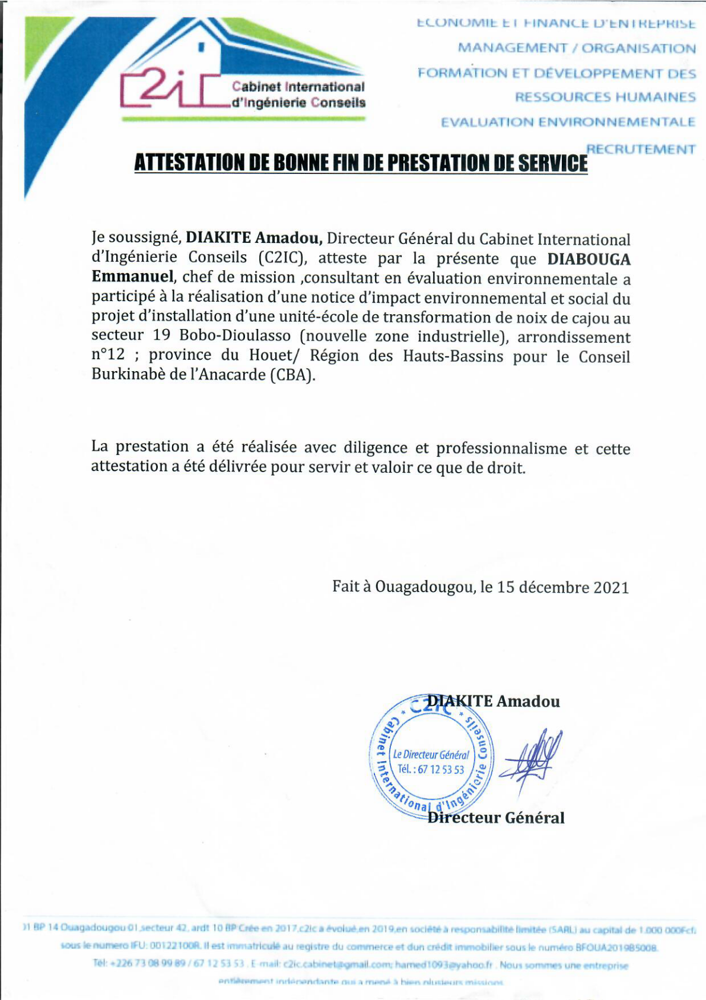 ECONOMIE ET FINANCE D'ENTREPRISE
MANAGEMENT / ORGANISATION
FORMATION ET DÉVELOPPEMENT DES
RESSOURCES HUMAINES
EVALUATION ENVIRONNEMENTALE
RECRUTEMENT
C2iC
Cabinet International
d'Ingénierie Conseils
ATTESTATION DE BONNE FIN DE PRESTATION DE SERVICE
Je soussigné, DIAKITE Amadou, Directeur Général du Cabinet International
d'Ingénierie Conseils (C2IC), atteste par la présente que DIABOUGA
Emmanuel, chef de mission ,consultant en évaluation environnementale a
participé à la réalisation d'une notice d'impact environnemental et social du
projet d'installation d'une unité-école de transformation de noix de cajou au
secteur 19 Bobo-Dioulasso (nouvelle zone industrielle), arrondissement
n°12 ; province du Houet/ Région des Hauts-Bassins pour le Conseil
Burkinabè de l'Anacarde (CBA).
La prestation a été réalisée avec diligence et professionnalisme et cette
attestation a été délivrée pour servir et valoir ce que de droit.
Fait à Ouagadougou, le 15 décembre 2021
DIAKITE Amadou
* C2IC *
Cabinet International d'Ingénierie Conseils
Le Directeur Général
Tél. : 67 12 53 53
Directeur Général
01 BP 14 Ouagadougou 01,secteur 42, ardt 10 BP Crée en 2017,c2ic a évolué,en 2019,en société à responsabilité limitée (SARL) au capital de 1.000 000Fcfa
sous le numero IFU: 00122100R. Il est immatriculé au registre du commerce et dun crédit immobilier sous le numéro BFOUA2019B5008.
Tél: +226 73 08 99 89 / 67 12 53 53 . E-mail: c2ic.cabinet@gmail.com; hamed1093@yahoo.fr . Nous sommes une entreprise
entièrement indépendante qui a mené à bien plusieurs missions